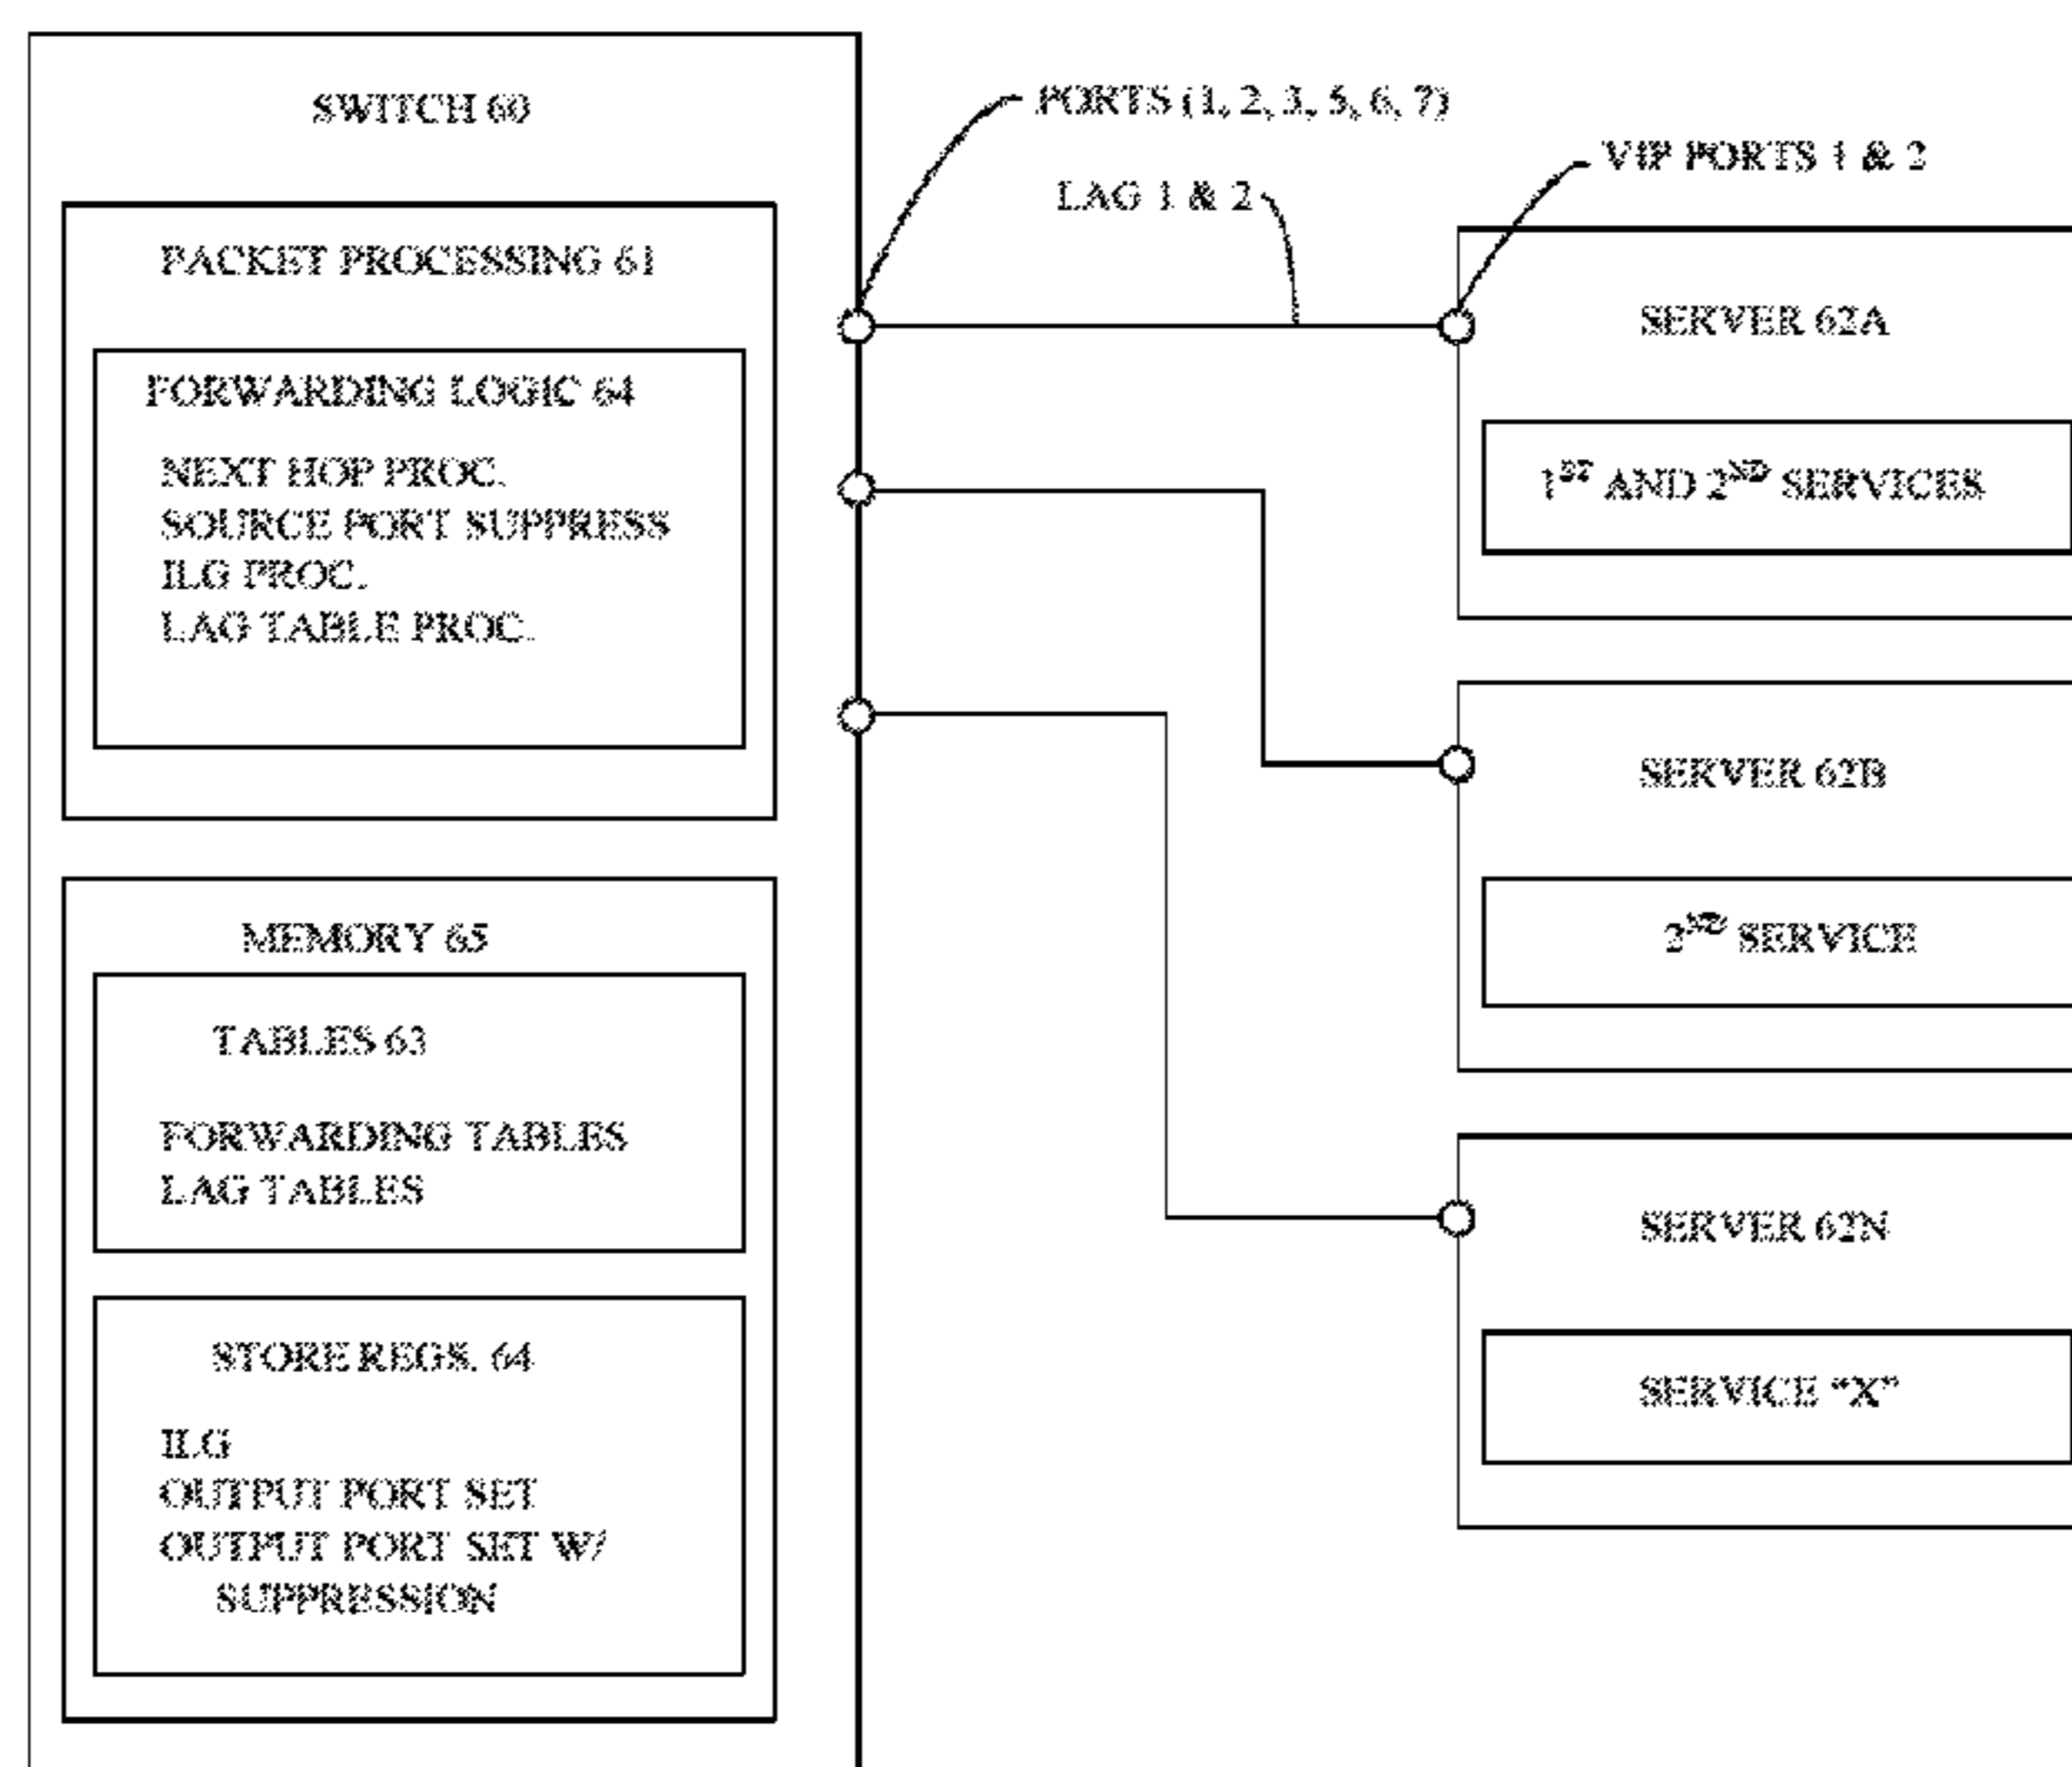 SWITCH 60
PACKET PROCESSING 61
FORWARDING LOGIC 64
NEXT HOP PROC.
SOURCE PORT SUPPRESS
ILG PROC.
LAG TABLE PROC.
MEMORY 65
TABLES 63
FORWARDING TABLES
LAG TABLES
STORE REGS. 64
ILG
OUTPUT PORT SET
OUTPUT PORT SET W/
SUPPRESSION
PORTS (1, 2, 3, 5, 6, 7)
LAG 1 & 2
VIP PORTS 1 & 2
SERVER 62A
1ST AND 2ND SERVICES
SERVER 62B
2ND SERVICE
SERVER 62N
SERVICE “X”